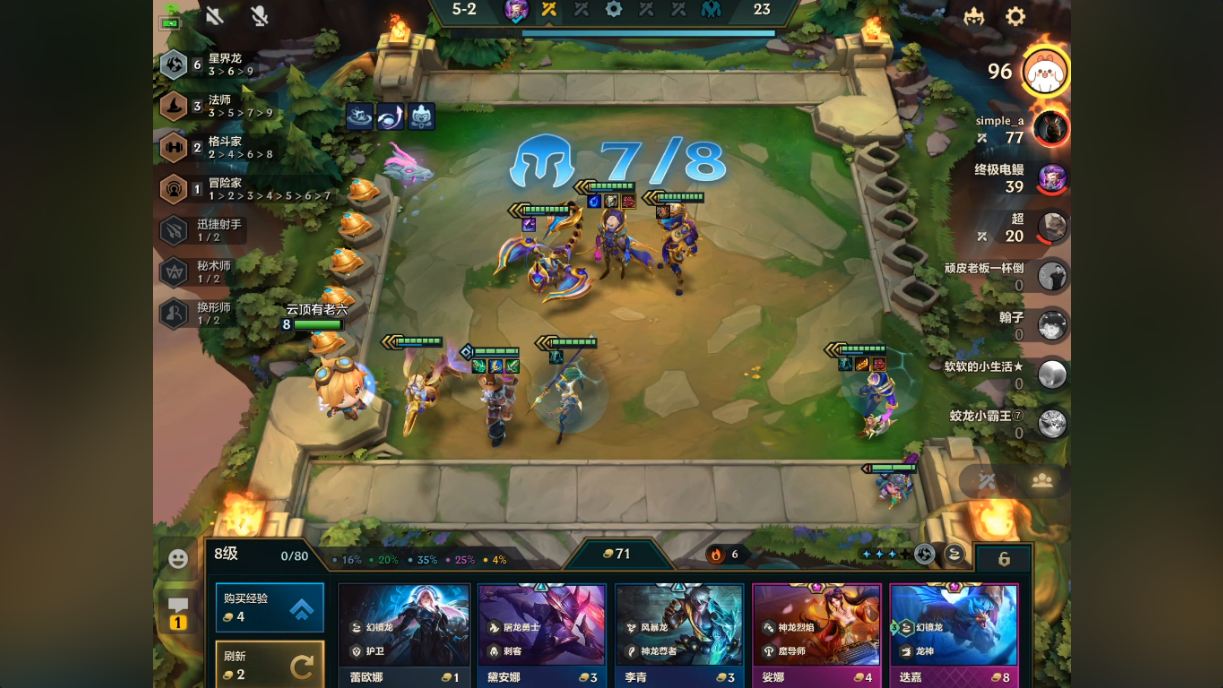 5-2
23
6
星界龙
3 > 6 > 9
3
法师
3 > 5 > 7 > 9
2
格斗家
2 > 4 > 6 > 8
1
冒险家
1 > 2 > 3 > 4 > 5 > 6 > 7
迅捷射手
1 / 2
秘术师
1 / 2
换形师
1 / 2
7/8
云顶有老六
8
96
simple_a
77
终极电鳗
39
超
20
顽皮老板一杯倒
0
翰子
0
软软的小生活★
0
蛟龙小霸王⑦
0
8级
0/80
16%
20%
35%
25%
4%
71
6
6
购买经验
4
刷新
2
1
幻镜龙
护卫
蕾欧娜
1
屠龙勇士
刺客
黛安娜
3
风暴龙
神龙尊者
李青
3
神龙烈焰
魔导师
娑娜
4
幻镜龙
龙神
迭嘉
8